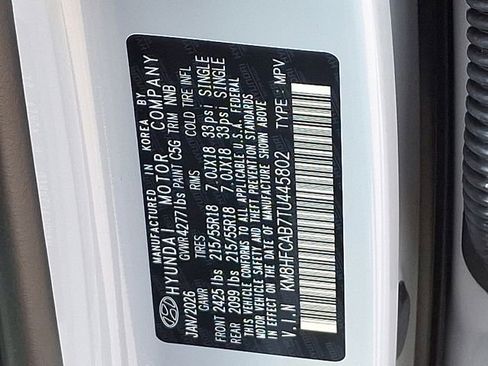 MANUFACTURED IN KOREA BY
HYUNDAI MOTOR COMPANY
GVWR 4277lbs PAINT C5G TRIM NNB
JAN/2026
GAWR TIRES RIMS COLD TIRE INFL
FRONT 2425 lbs 215/55R18 7.0JX18 33psi SINGLE
REAR 2099 lbs 215/55R18 7.0JX18 33psi SINGLE
THIS VEHICLE CONFORMS TO ALL APPLICABLE U.S.A. FEDERAL
MOTOR VEHICLE SAFETY, BUMPER, AND THEFT PREVENTION STANDARDS
IN EFFECT ON THE DATE OF MANUFACTURE SHOWN ABOVE
V.I.N KM8HFCAB7TU445802 TYPE : MPV